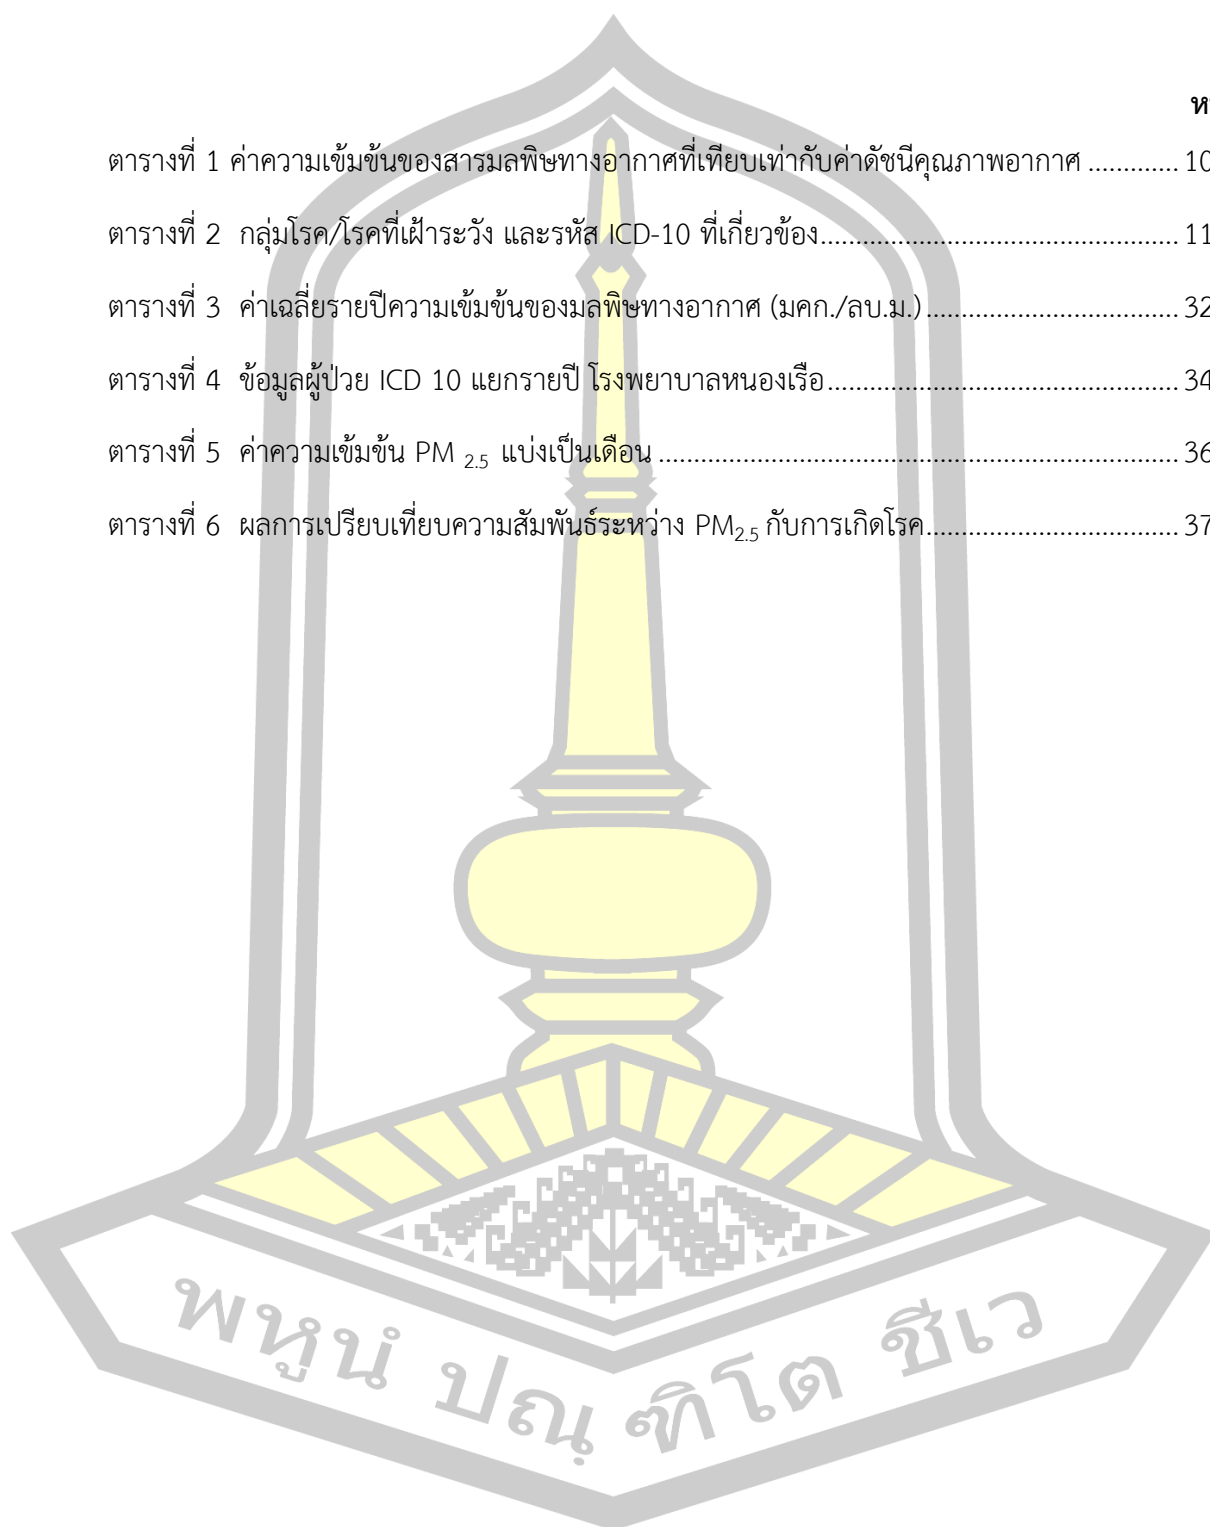 ตารางที่ 1 ค่าความเข้มข้นของสารมลพิษทางอากาศที่เทียบเท่ากับค่าดัชนีคุณภาพอากาศ ............. 10
ตารางที่ 2 กลุ่มโรค/โรคที่เฝ้าระวัง และรหัส ICD-10 ที่เกี่ยวข้อง..................................................... 11
ตารางที่ 3 ค่าเฉลี่ยรายปีความเข้มข้นของมลพิษทางอากาศ (มคก./ลบ.ม.)..................................... 32
ตารางที่ 4 ข้อมูลผู้ป่วย ICD 10 แยกรายปี โรงพยาบาลหนองเรือ.................................................... 34
ตารางที่ 5 ค่าความเข้มข้น PM 2.5 แบ่งเป็นเดือน ............................................................................. 36
ตารางที่ 6 ผลการเปรียบเที่ยบความสัมพันธ์ระหว่าง PM2.5 กับการเกิดโรค..................................... 37
พหูนํ ปณฺฑิโต ชีเว